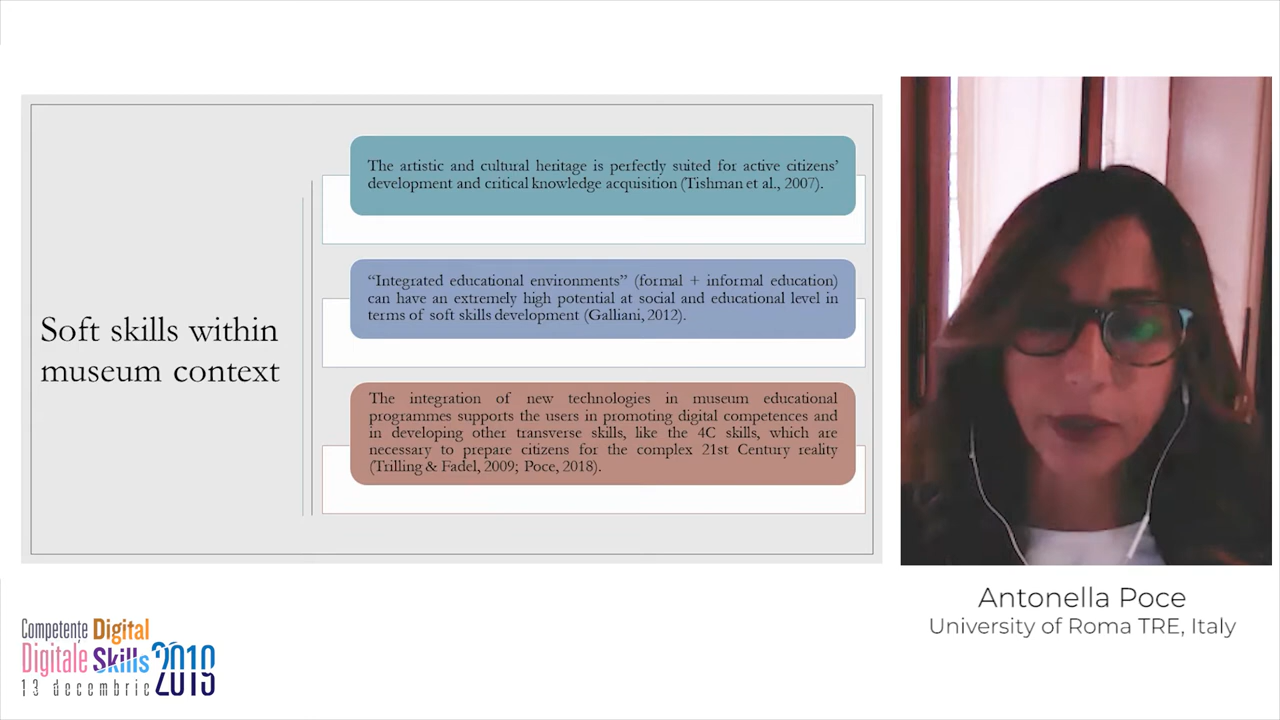 Soft skills within
museum context
The artistic and cultural heritage is perfectly suited for active citizens’
development and critical knowledge acquisition (Tishman et al., 2007).
“Integrated educational environments” (formal + informal education)
can have an extremely high potential at social and educational level in
terms of soft skills development (Galliani, 2012).
The integration of new technologies in museum educational
programmes supports the users in promoting digital competences and
in developing other transverse skills, like the 4C skills, which are
necessary to prepare citizens for the complex 21st Century reality
(Trilling & Fadel, 2009; Poce, 2018).
Antonella Poce
University of Roma TRE, Italy
Competențe Digital
Digitale Skills 2019
13 decembrie